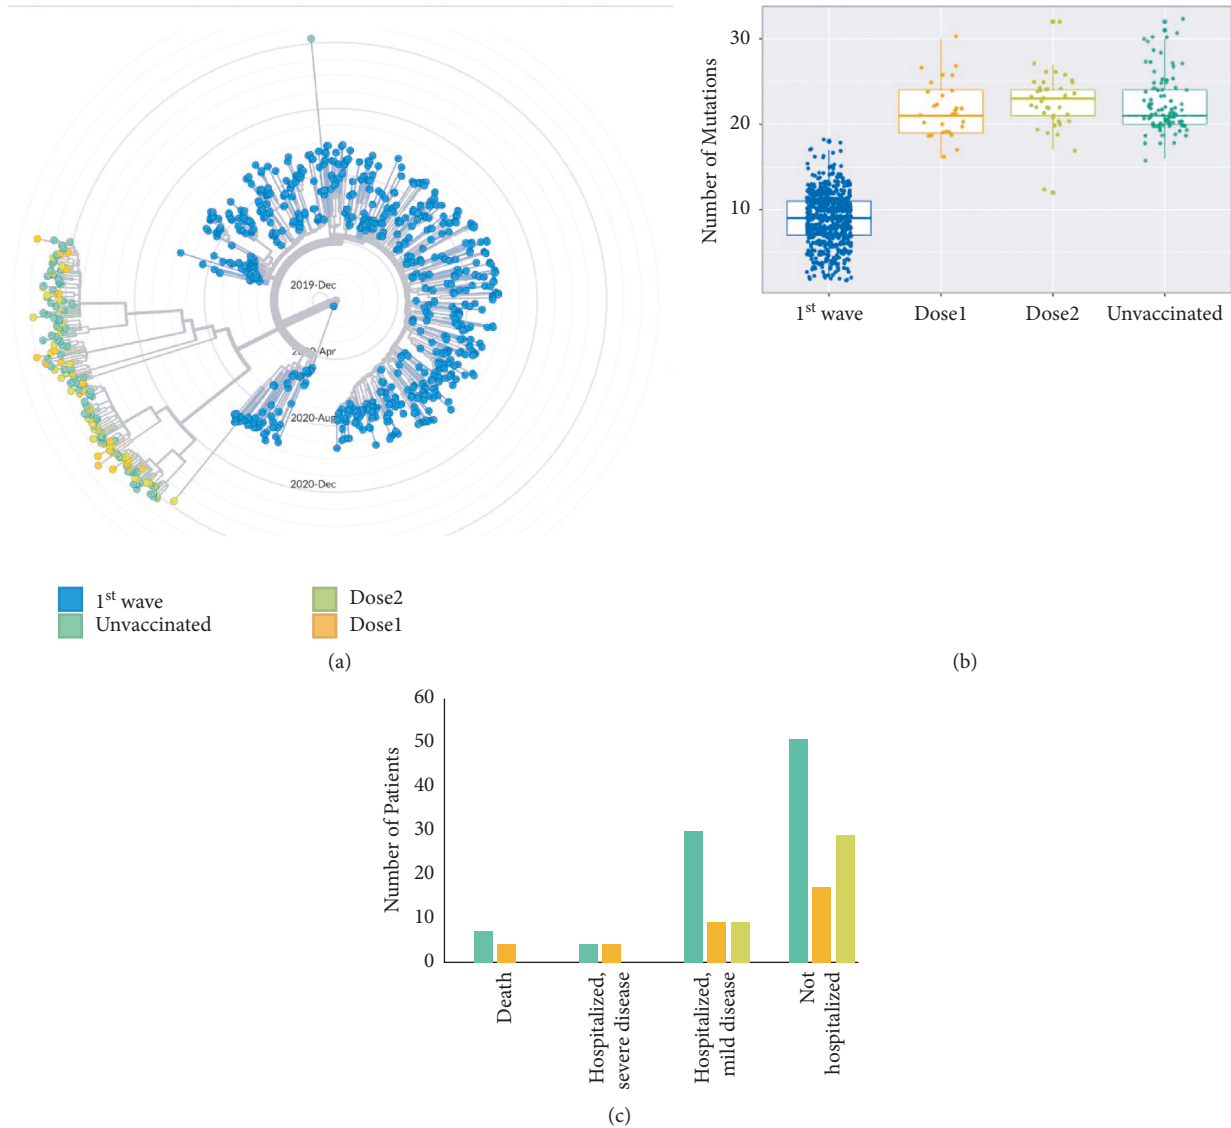 2019-Dec
2020-Aug
2020-Dec
1st wave
Unvaccinated
Dose2
Dose1
(a)
Number of Mutations
30
20
10
1st wave
Dose1
Dose2
Unvaccinated
(b)
Number of Patients
60
50
40
30
20
10
0
Death
Hospitalized,
severe disease
Hospitalized,
mild disease
Not
hospitalized
(c)